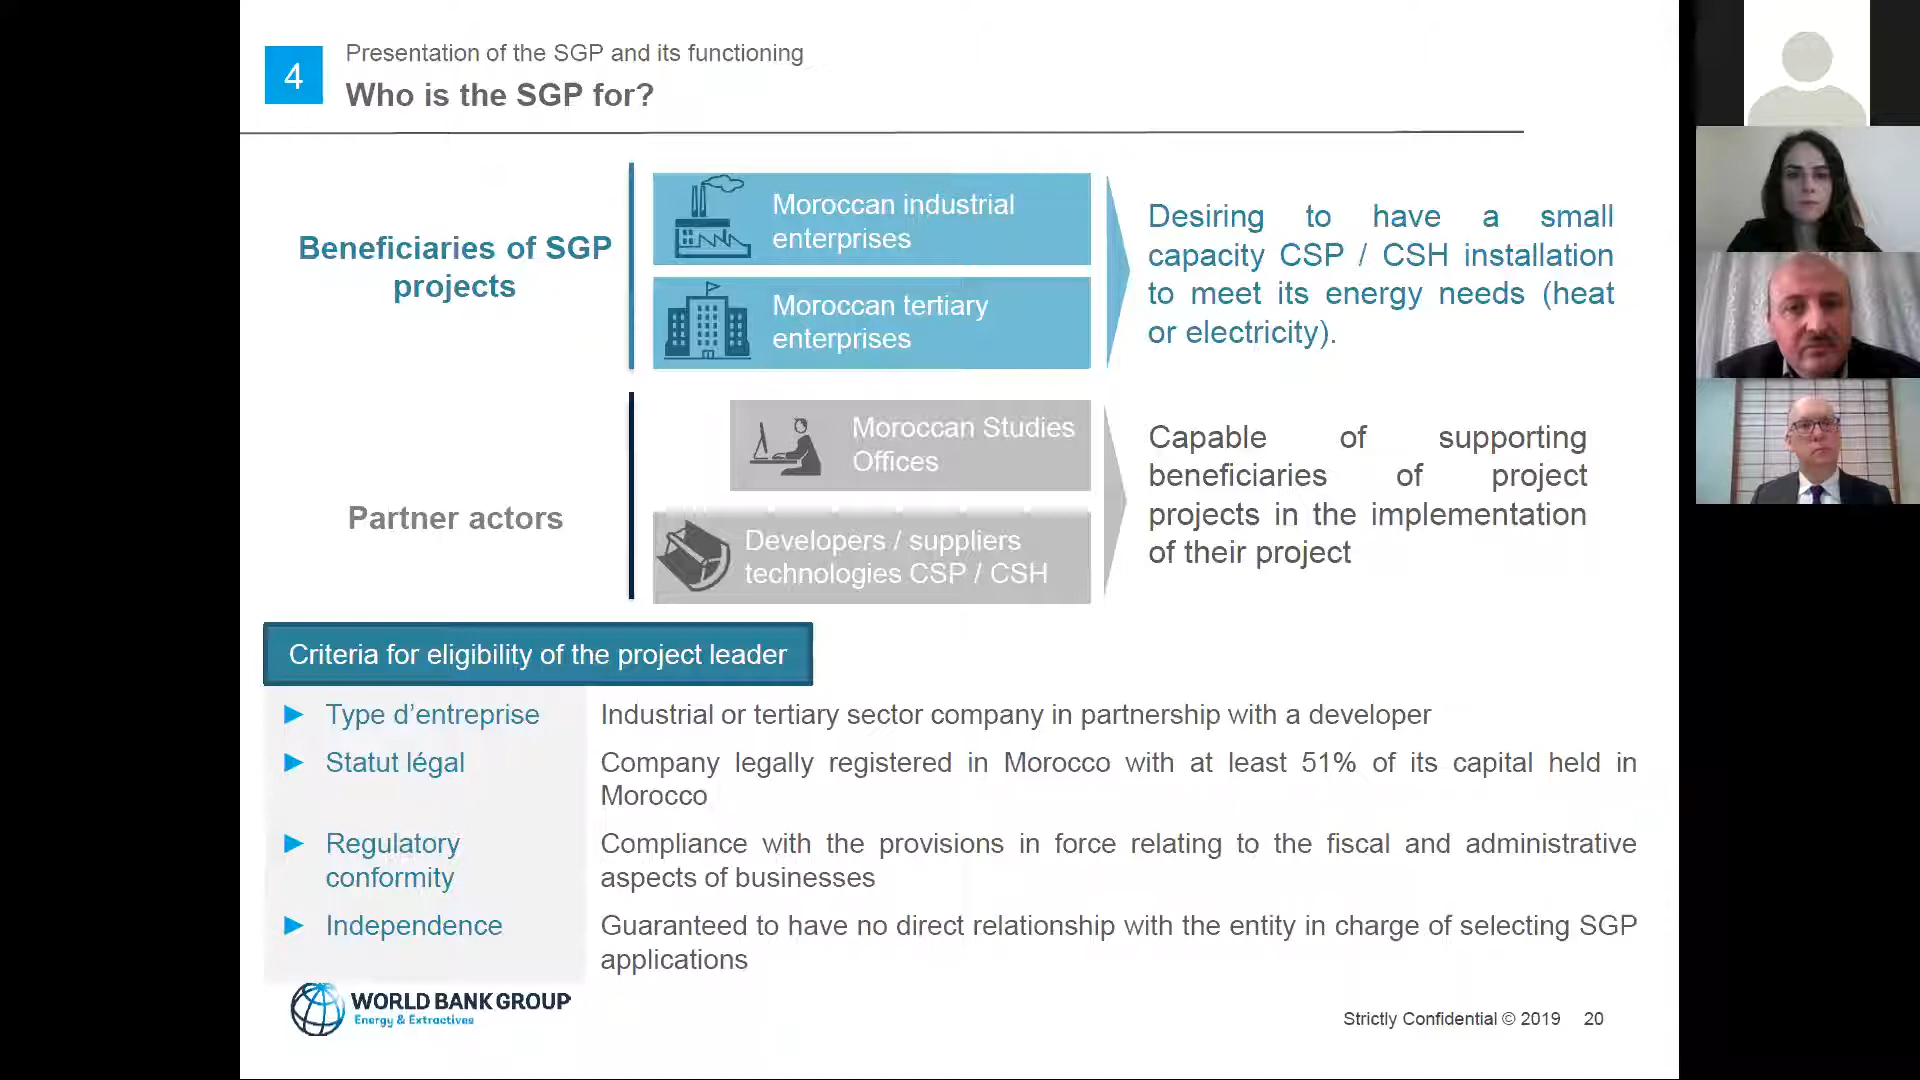 4
Presentation of the SGP and its functioning
Who is the SGP for?
Beneficiaries of SGP
projects
Moroccan industrial
enterprises
Moroccan tertiary
enterprises
Desiring to have a small
capacity CSP / CSH installation
to meet its energy needs (heat
or electricity).
Partner actors
Moroccan Studies
Offices
Developers / suppliers
technologies CSP / CSH
Capable of supporting
beneficiaries of project
projects in the implementation
of their project
Criteria for eligibility of the project leader
Type d’entreprise
Industrial or tertiary sector company in partnership with a developer
Statut légal
Company legally registered in Morocco with at least 51% of its capital held in
Morocco
Regulatory
conformity
Compliance with the provisions in force relating to the fiscal and administrative
aspects of businesses
Independence
Guaranteed to have no direct relationship with the entity in charge of selecting SGP
applications
WORLD BANK GROUP
Energy & Extractives
Strictly Confidential © 2019 20